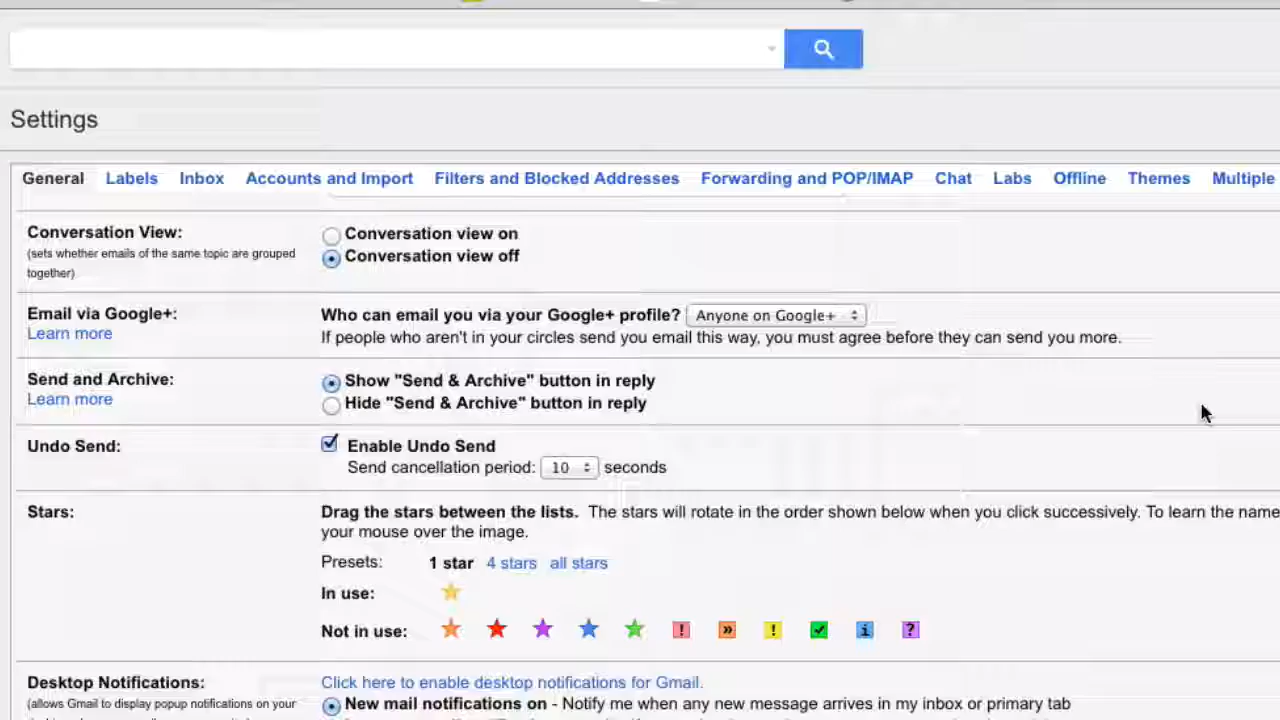 Settings
General Labels Inbox Accounts and Import Filters and Blocked Addresses Forwarding and POP/IMAP Chat Labs Offline Themes Multiple
Conversation View:
(sets whether emails of the same topic are grouped
together)
Conversation view on
Conversation view off
Email via Google+:
Learn more
Who can email you via your Google+ profile? Anyone on Google+
If people who aren't in your circles send you email this way, you must agree before they can send you more.
Send and Archive:
Learn more
Show "Send & Archive" button in reply
Hide "Send & Archive" button in reply
Undo Send:
Enable Undo Send
Send cancellation period: 10 seconds
Stars:
Drag the stars between the lists. The stars will rotate in the order shown below when you click successively. To learn the name
your mouse over the image.
Presets: 1 star 4 stars all stars
In use:
Not in use: ! » ! i ?
Desktop Notifications:
(allows Gmail to display popup notifications on your
Click here to enable desktop notifications for Gmail.
New mail notifications on - Notify me when any new message arrives in my inbox or primary tab